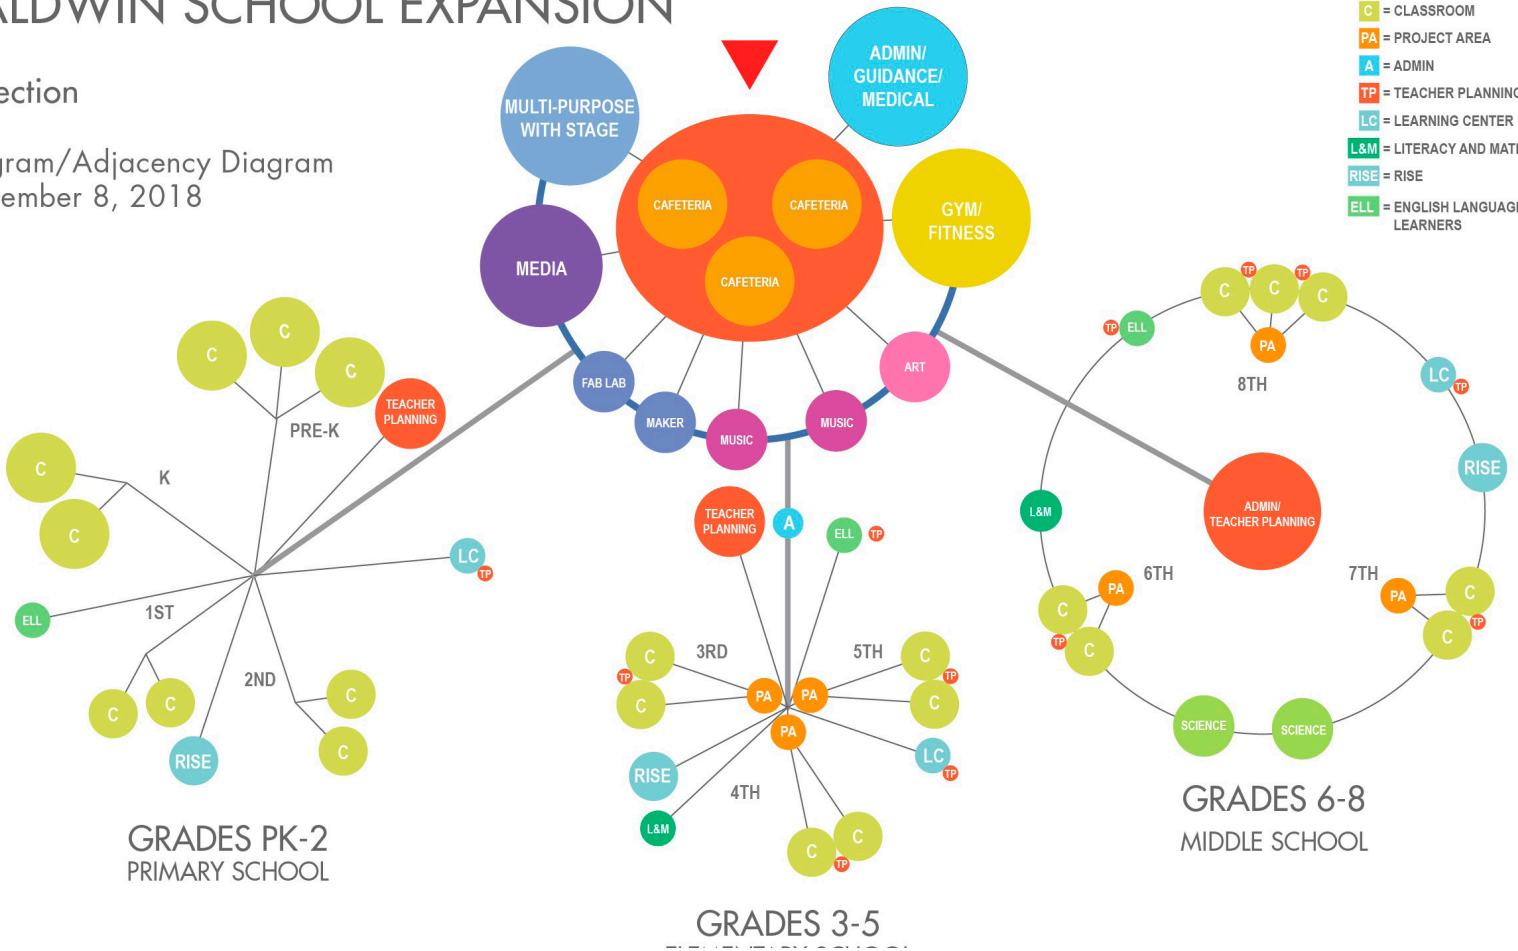 ALDWIN SCHOOL EXPANSION
ection
gram/Adjacency Diagram
ember 8, 2018
C = CLASSROOM
PA = PROJECT AREA
A = ADMIN
TP = TEACHER PLANNING
LC = LEARNING CENTER
L&M = LITERACY AND MATH
RISE = RISE
ELL = ENGLISH LANGUAGE
LEARNERS
MULTI-PURPOSE
WITH STAGE
ADMIN/
GUIDANCE/
MEDICAL
CAFETERIA
CAFETERIA
CAFETERIA
GYM/
FITNESS
MEDIA
FAB LAB
MAKER
MUSIC
MUSIC
ART
C
C
C
TEACHER
PLANNING
PRE-K
C
K
C
LC
TP
ELL
1ST
2ND
C
C
C
C
RISE
GRADES PK-2
PRIMARY SCHOOL
TEACHER
PLANNING
A
ELL
TP
3RD
5TH
C
TP
C
PA
PA
PA
C
TP
C
RISE
LC
TP
4TH
L&M
C
C
TP
GRADES 3-5
ELEMENTARY SCHOOL
TP
TP
C
C
C
TP
ELL
PA
8TH
LC
TP
RISE
L&M
ADMIN/
TEACHER PLANNING
6TH
7TH
PA
C
TP
C
PA
C
TP
C
SCIENCE
SCIENCE
GRADES 6-8
MIDDLE SCHOOL